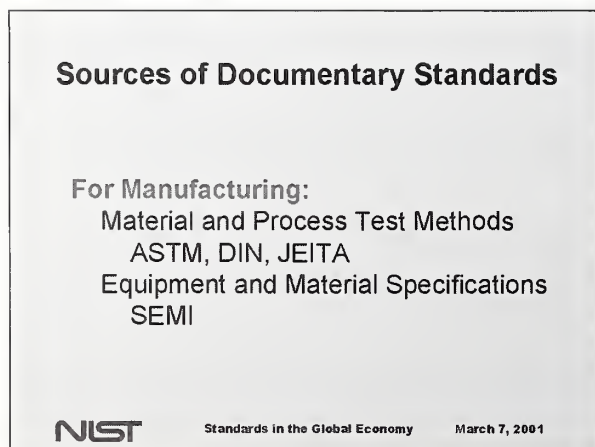 Sources of Documentary Standards
For Manufacturing:
Material and Process Test Methods
ASTM, DIN, JEITA
Equipment and Material Specifications
SEMI
NIST Standards in the Global Economy March 7, 2001